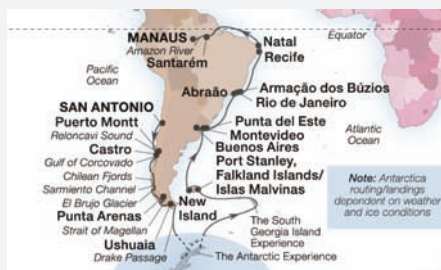 MANAUS
Amazon River
Santarém
Natal
Recife
Equator
Pacific
Ocean
Abraão
Armação dos Búzios
Rio de Janeiro
SAN ANTONIO
Puerto Montt
Reloncavi Sound
Castro
Gulf of Corcovado
Chilean Fjords
Sarmiento Channel
El Brujo Glacier
Punta Arenas
Strait of Magellan
Ushuaia
Drake Passage
Punta del Este
Montevideo
Buenos Aires
Port Stanley,
Falkland Islands/
Islas Malvinas
New
Island
Atlantic
Ocean
Note: Antarctica
routing/landings
dependent on weather
and ice conditions
The South
Georgia Island
Experience
The Antarctic Experience